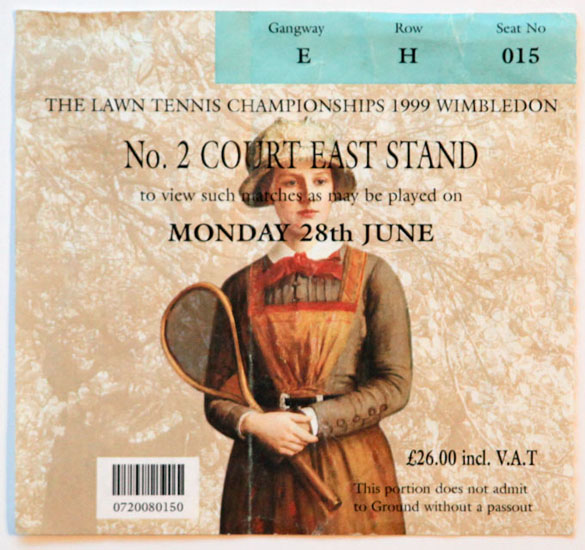 Gangway Row Seat No
E H 015
THE LAWN TENNIS CHAMPIONSHIPS 1999 WIMBLEDON
No. 2 COURT EAST STAND
to view such matches as may be played on
MONDAY 28th JUNE
£26.00 incl. V.A.T
This portion does not admit
to Ground without a passout
0720080150